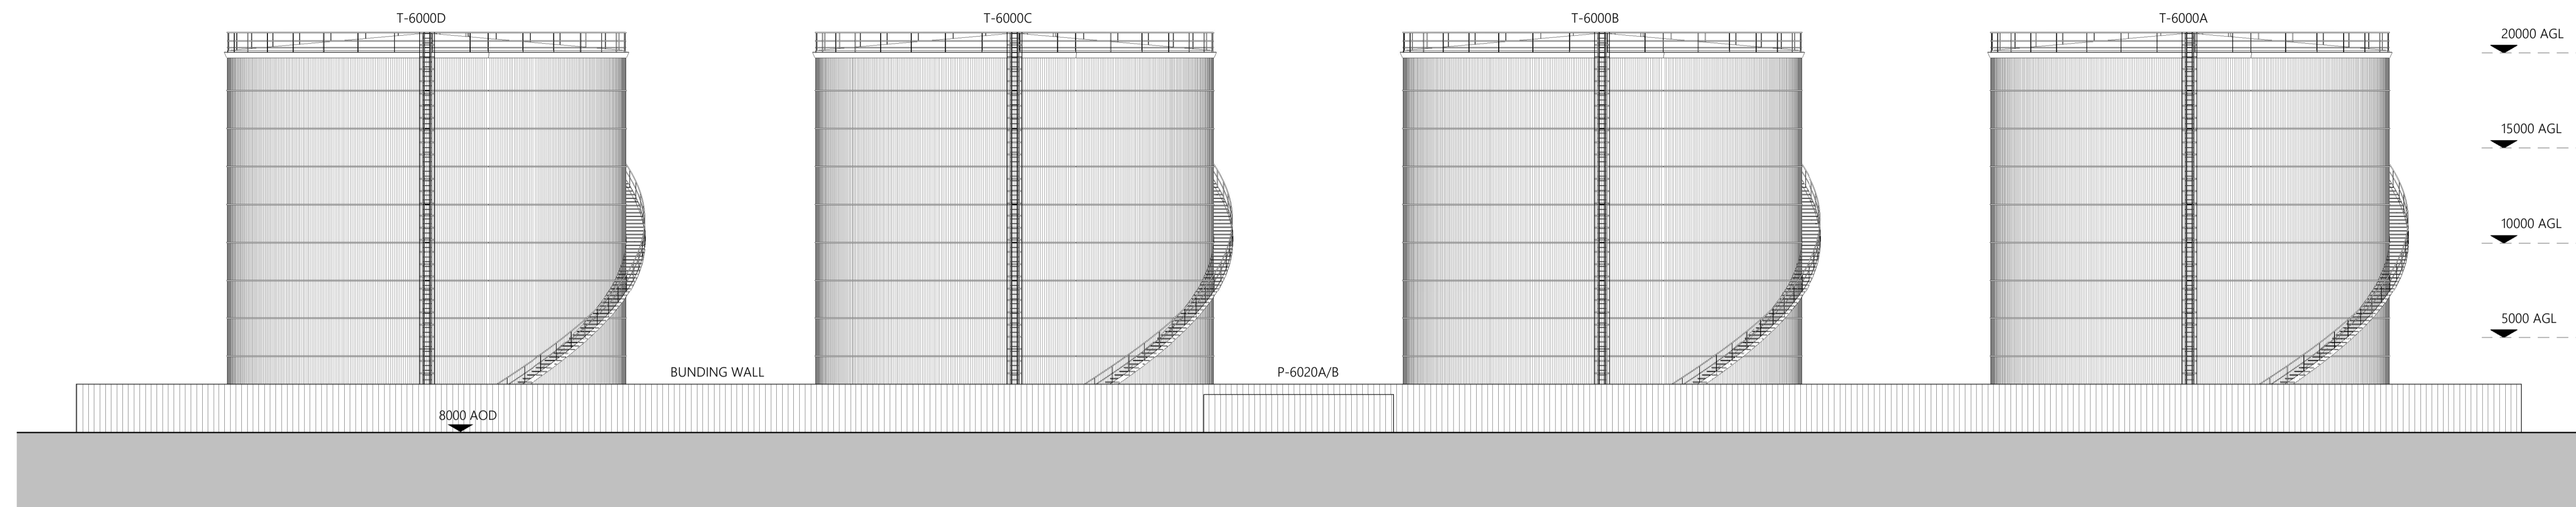 T-6000D
T-6000C
T-6000B
T-6000A
20000 AGL
15000 AGL
10000 AGL
5000 AGL
BUNDING WALL
P-6020A/B
8000 AOD